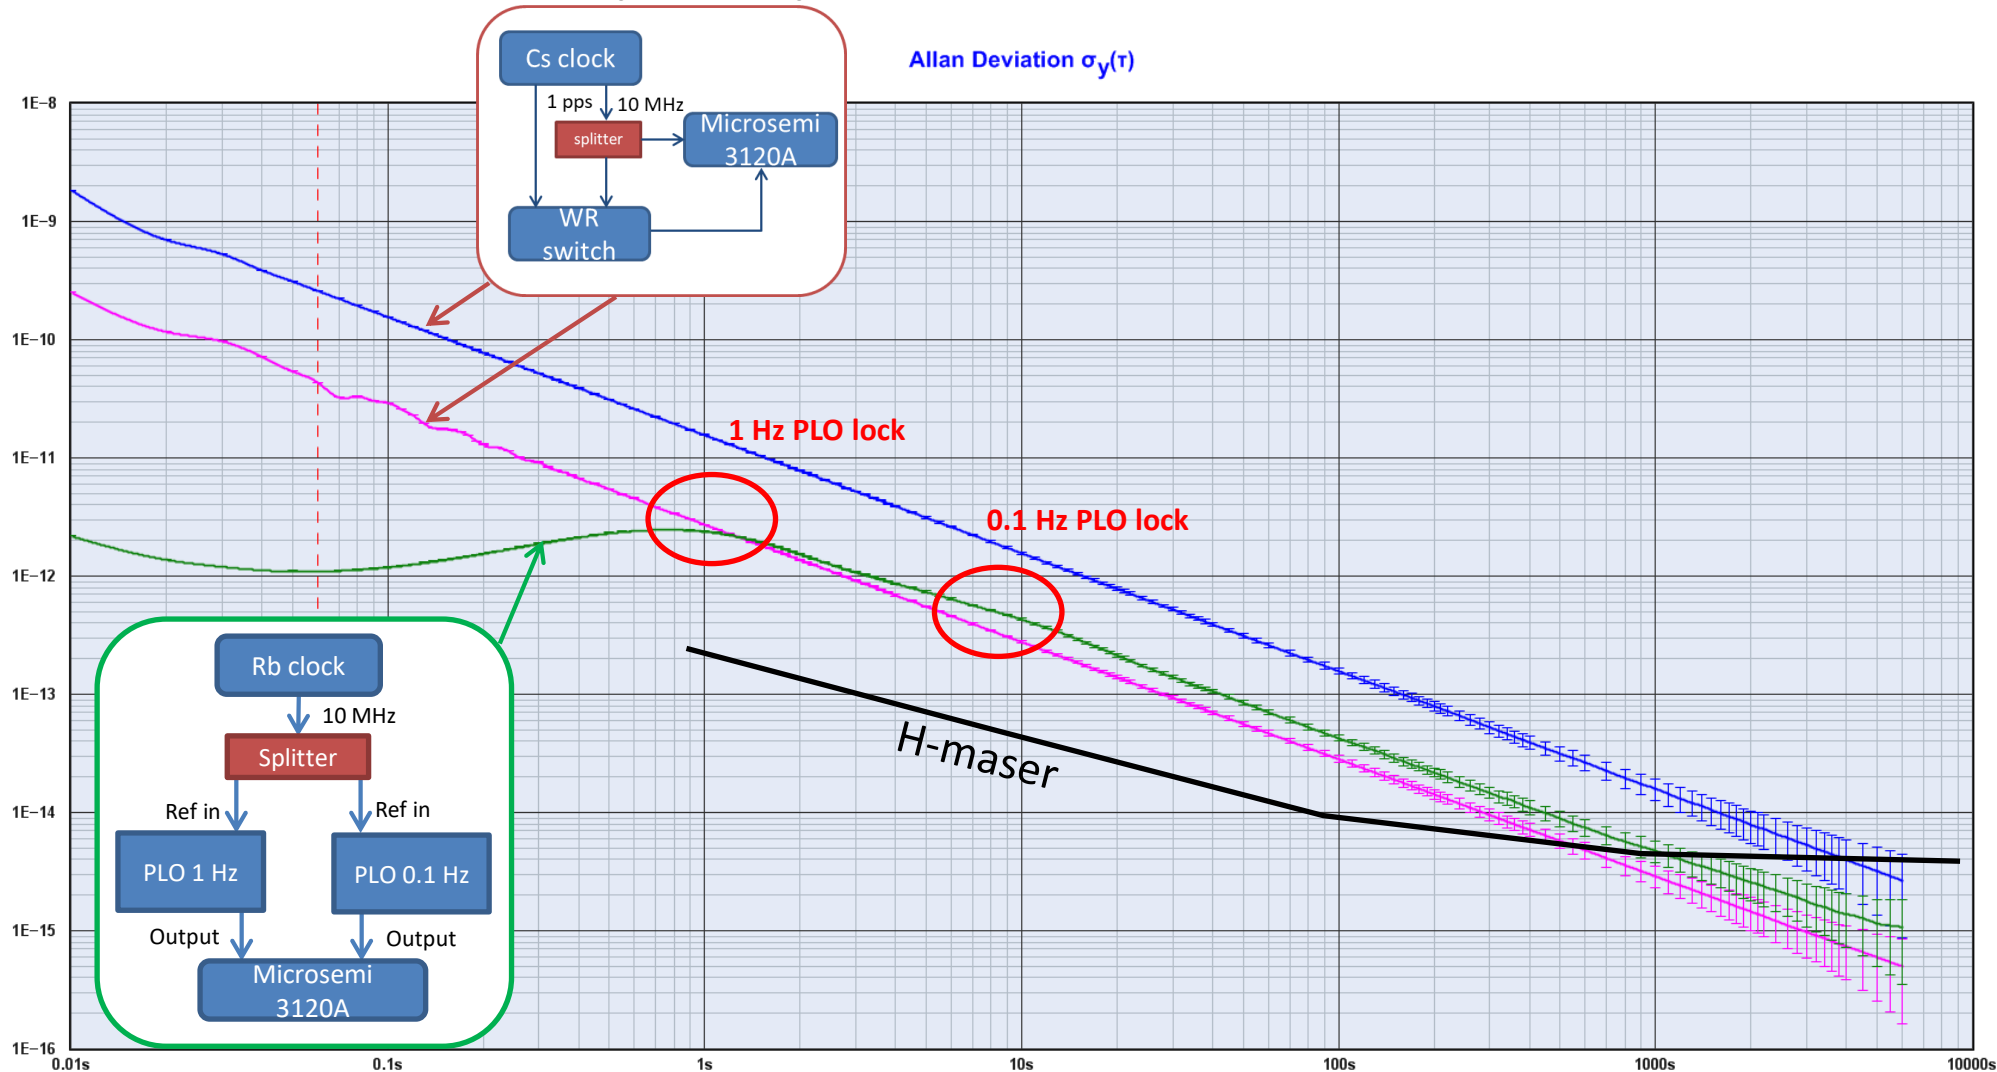 Allan Deviation σy(τ)
Cs clock
1 pps
10 MHz
splitter
Microsemi
3120A
WR
switch
1E-8
1E-9
1E-10
1E-11
1E-12
1E-13
1E-14
1E-15
1E-16
1 Hz PLO lock
0.1 Hz PLO lock
H-maser
Rb clock
10 MHz
Splitter
Ref in
Ref in
PLO 1 Hz
PLO 0.1 Hz
Output
Output
Microsemi
3120A
0.01s
0.1s
1s
10s
100s
1000s
10000s